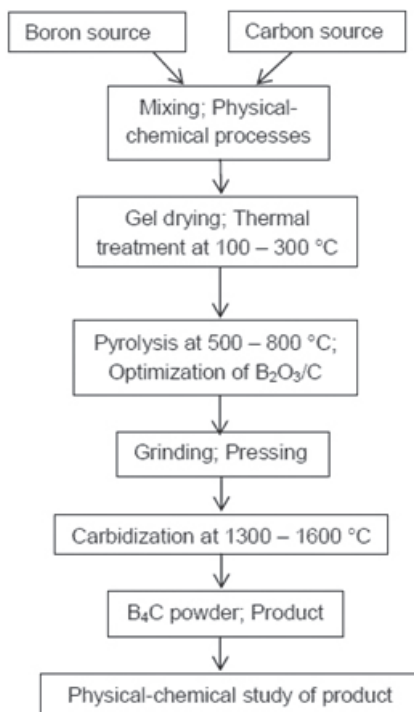 Boron source
Carbon source
Mixing; Physical-
chemical processes
Gel drying; Thermal
treatment at 100 – 300 °C
Pyrolysis at 500 – 800 °C;
Optimization of B₂O₃/C
Grinding; Pressing
Carbidization at 1300 – 1600 °C
B₄C powder; Product
Physical-chemical study of product